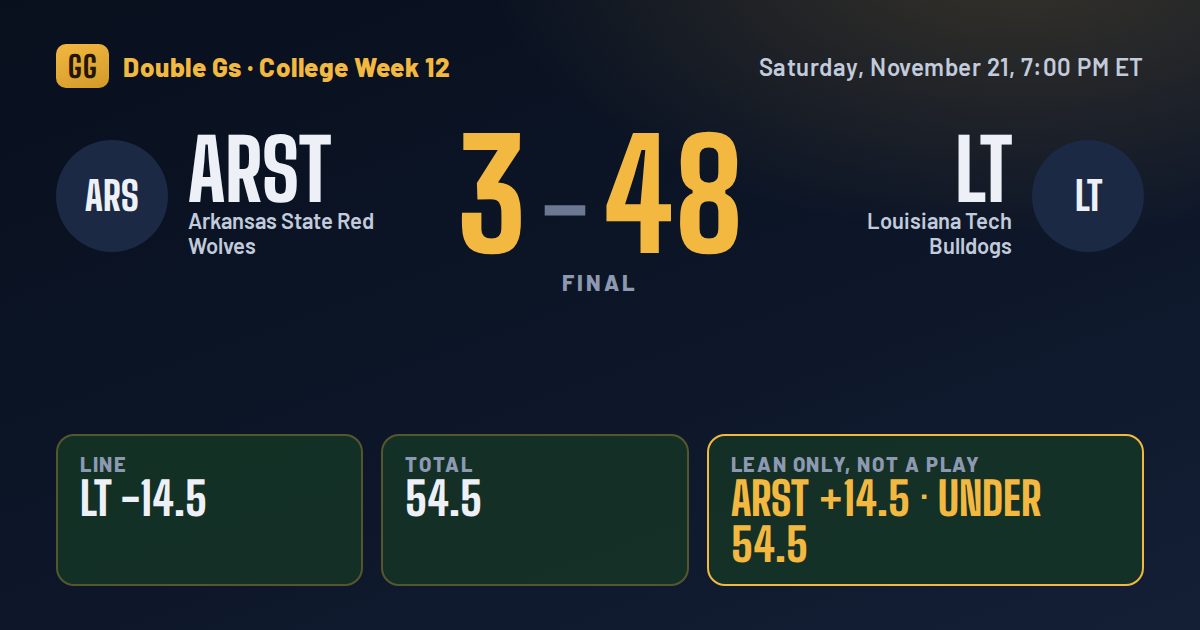 GG Double Gs · College Week 12
Saturday, November 21, 7:00 PM ET
ARS
ARST
Arkansas State Red
Wolves
3 – 48
FINAL
LT
Louisiana Tech
Bulldogs
LT
LINE
LT −14.5
TOTAL
54.5
LEAN ONLY, NOT A PLAY
ARST +14.5 · UNDER
54.5